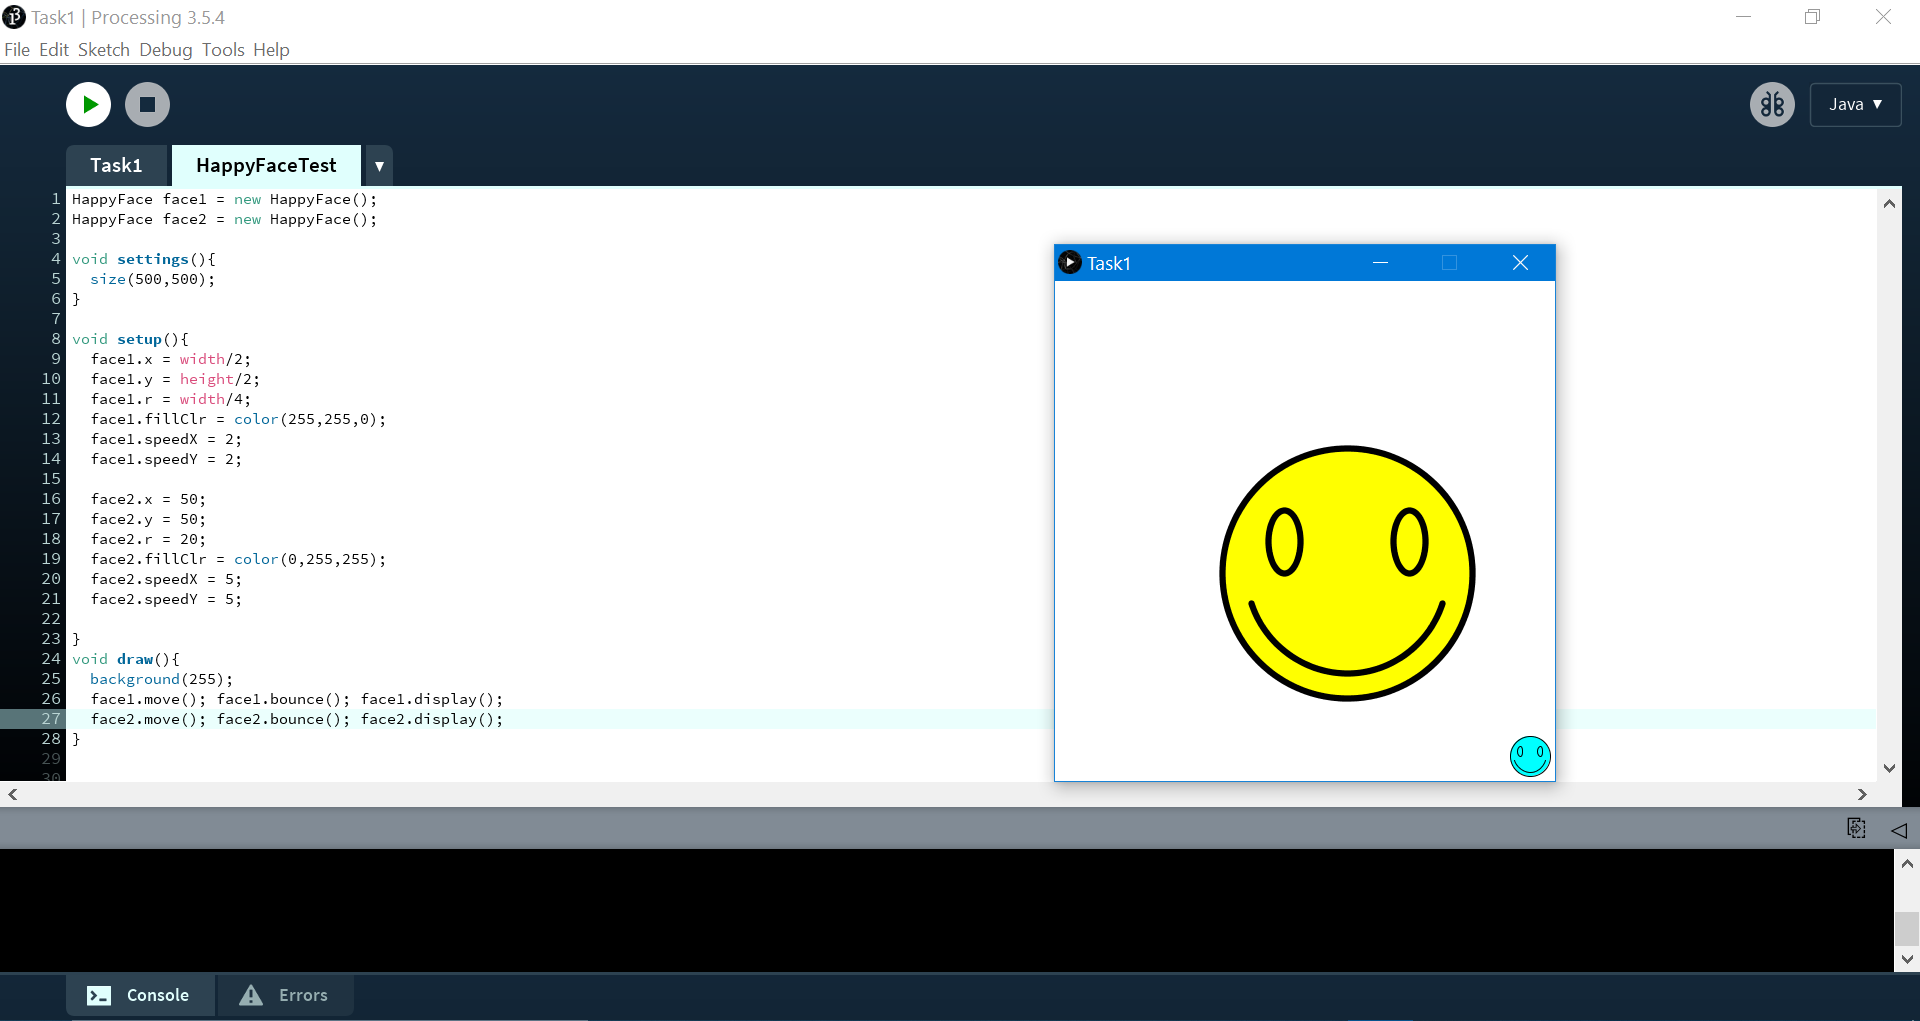 Task1 | Processing 3.5.4
File Edit Sketch Debug Tools Help
Java ▼
Task1 HappyFaceTest ▼
1 HappyFace face1 = new HappyFace();
2 HappyFace face2 = new HappyFace();
3
4 void settings(){
5 size(500,500);
6 }
7
8 void setup(){
9 face1.x = width/2;
10 face1.y = height/2;
11 face1.r = width/4;
12 face1.fillClr = color(255,255,0);
13 face1.speedX = 2;
14 face1.speedY = 2;
15
16 face2.x = 50;
17 face2.y = 50;
18 face2.r = 20;
19 face2.fillClr = color(0,255,255);
20 face2.speedX = 5;
21 face2.speedY = 5;
22
23 }
24 void draw(){
25 background(255);
26 face1.move(); face1.bounce(); face1.display();
27 face2.move(); face2.bounce(); face2.display();
28 }
29
30
Task1
Console
Errors